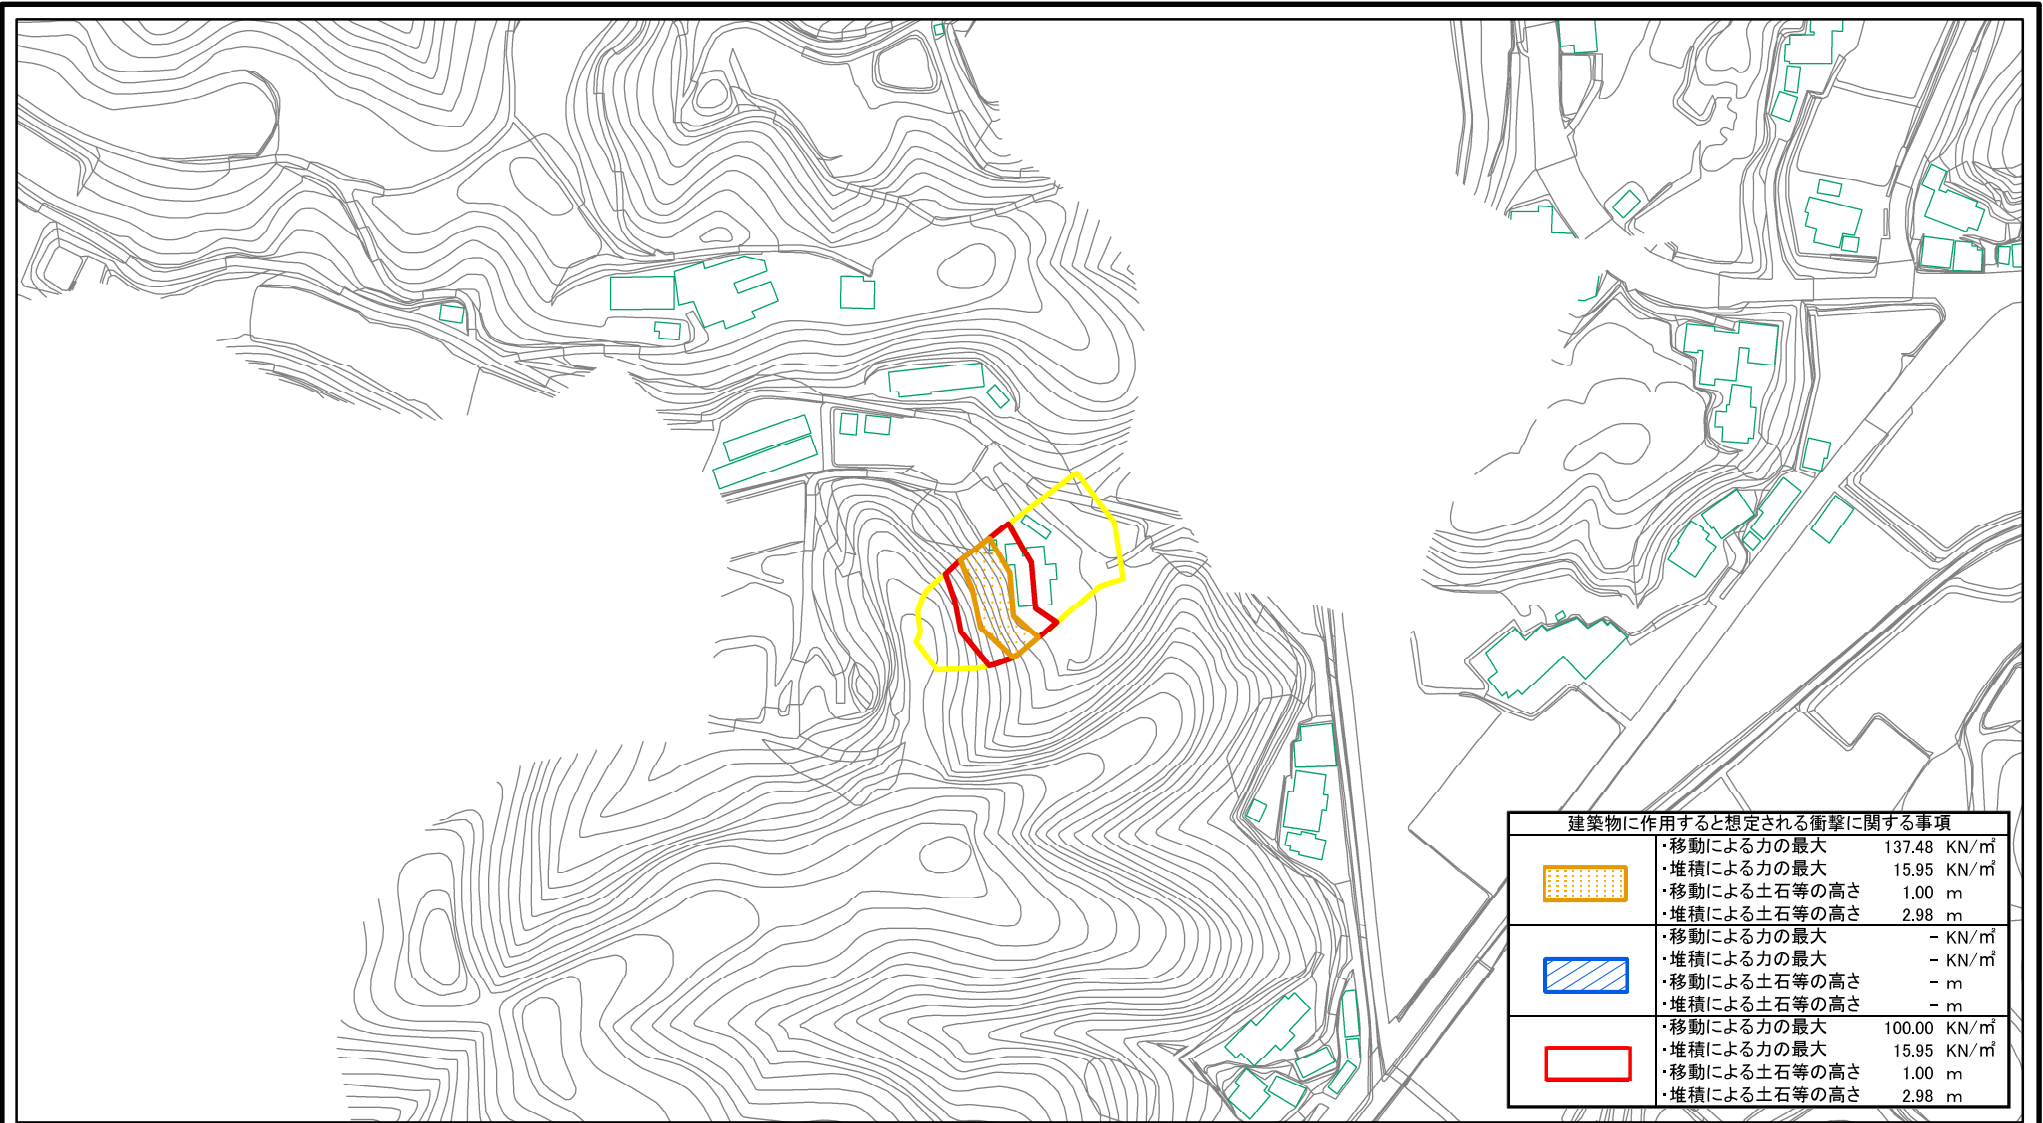 建築物に作用すると想定される衝撃に関する事項
・移動による力の最大 137.48 KN/㎡
・堆積による力の最大 15.95 KN/㎡
・移動による土石等の高さ 1.00 m
・堆積による土石等の高さ 2.98 m
・移動による力の最大 - KN/㎡
・堆積による力の最大 - KN/㎡
・移動による土石等の高さ - m
・堆積による土石等の高さ - m
・移動による力の最大 100.00 KN/㎡
・堆積による力の最大 15.95 KN/㎡
・移動による土石等の高さ 1.00 m
・堆積による土石等の高さ 2.98 m